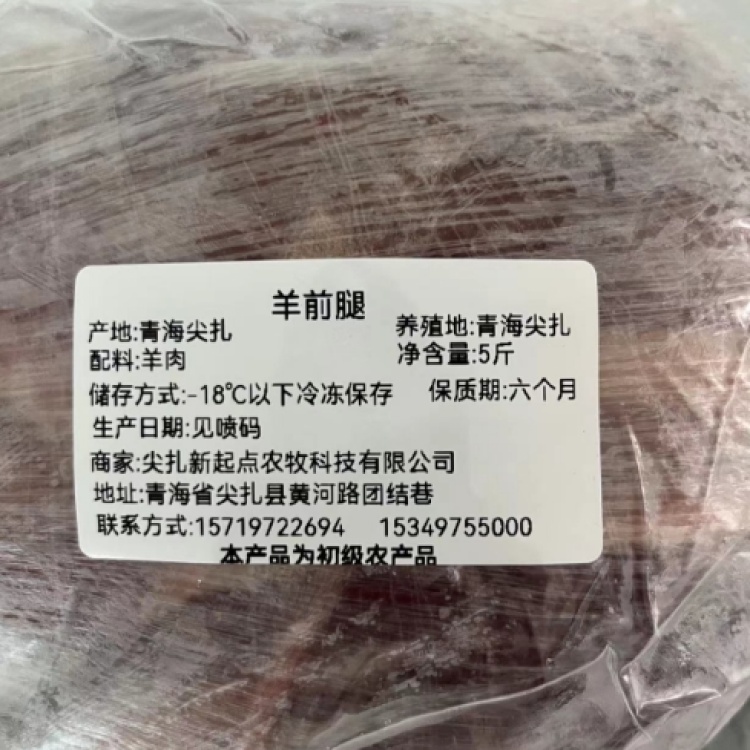 羊前腿
产地:青海尖扎 养殖地:青海尖扎
配料:羊肉 净含量:5斤
储存方式:-18℃以下冷冻保存 保质期:六个月
生产日期:见喷码
商家:尖扎新起点农牧科技有限公司
地址:青海省尖扎县黄河路团结巷
联系方式:15719722694 15349755000
本产品为初级农产品